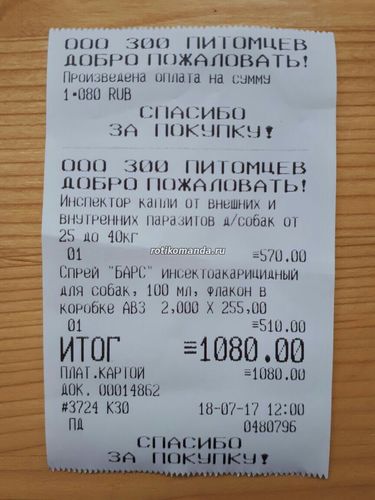 ООО ЗОО ПИТОМЦЕВ
ДОБРО ПОЖАЛОВАТЬ!
Произведена оплата на сумму
1•080 RUB
СПАСИБО
ЗА ПОКУПКУ!
ООО ЗОО ПИТОМЦЕВ
ДОБРО ПОЖАЛОВАТЬ!
Инспектор капли от внешних и
внутренних паразитов д/собак от
25 до 40кг
rotikomanda.ru
01 ≡570.00
Спрей "БАРС" инсектоакарицидный
для собак, 100 мл, флакон в
коробке АВЗ 2,000 X 255,00
01 ≡510.00
ИТОГ ≡1080.00
ПЛАТ.КАРТОЙ ≡1080.00
ДОК. 00014862
#3724 К30 18-07-17 12:00
ПД 0480796
СПАСИБО
ЗА ПОКУПКУ!